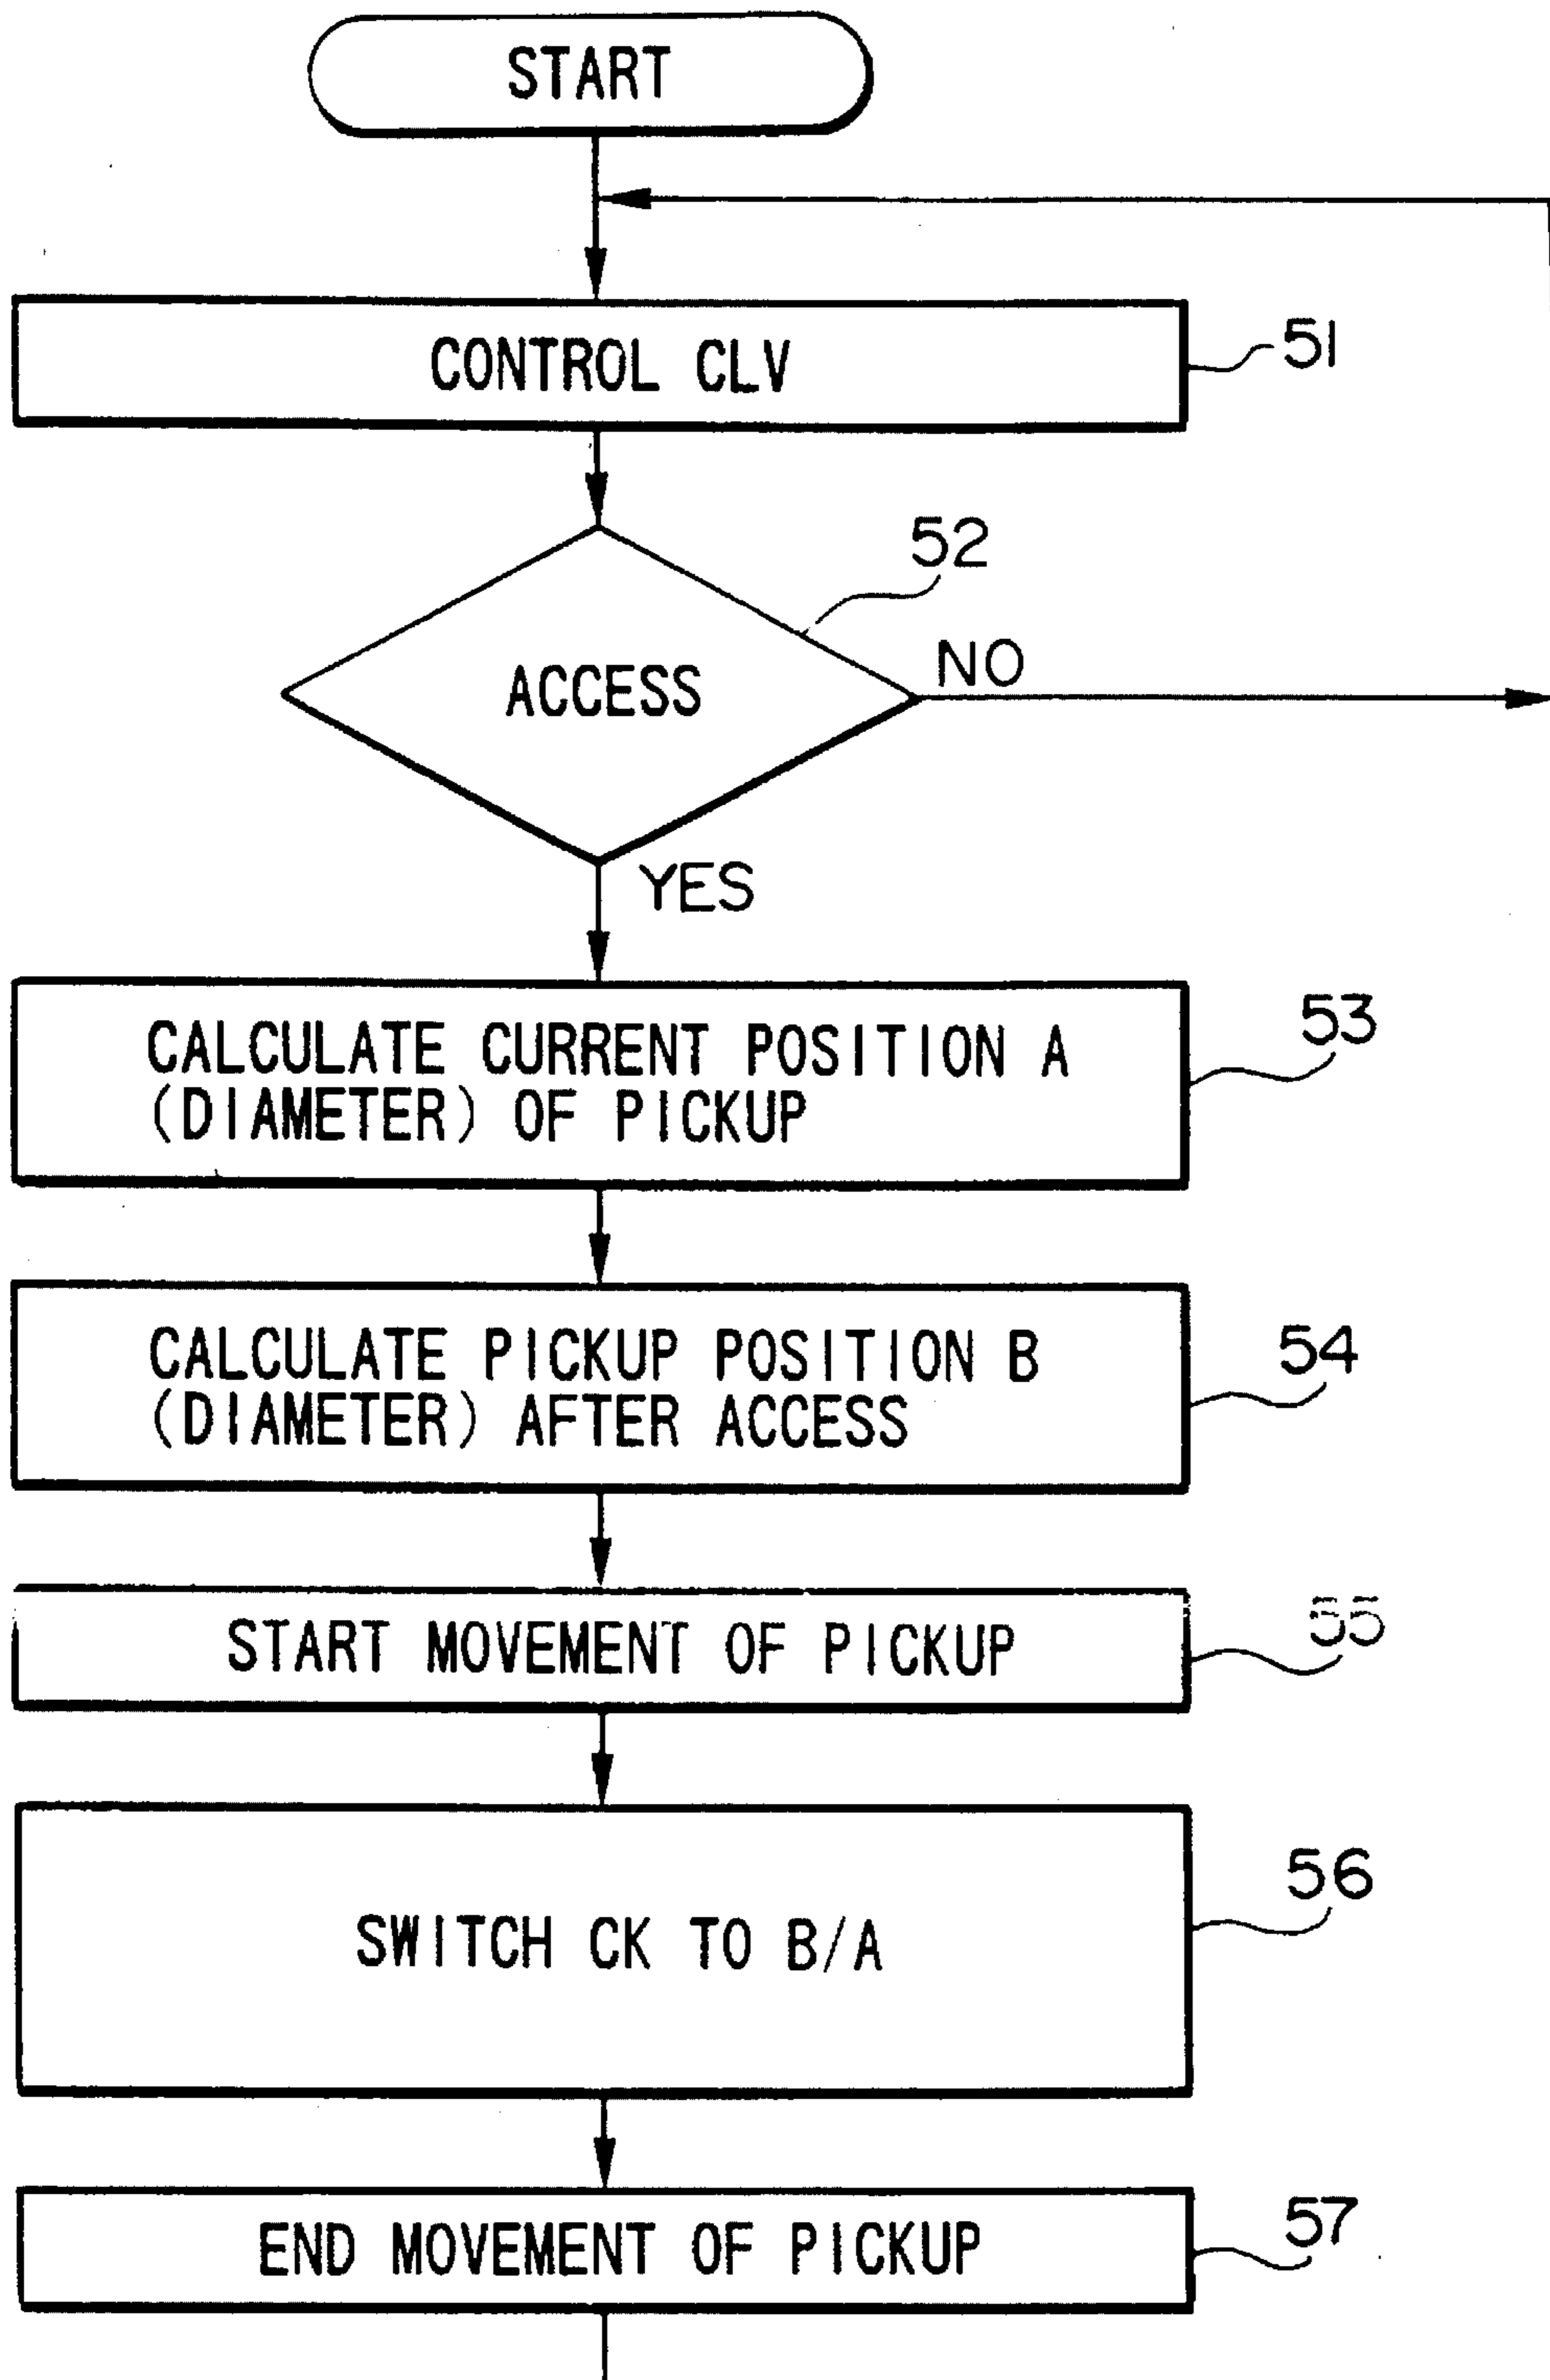 START
CONTROL CLV
51
52
ACCESS
NO
YES
CALCULATE CURRENT POSITION A
(DIAMETER) OF PICKUP
53
CALCULATE PICKUP POSITION B
(DIAMETER) AFTER ACCESS
54
START MOVEMENT OF PICKUP
55
SWITCH CK TO B/A
56
END MOVEMENT OF PICKUP
57